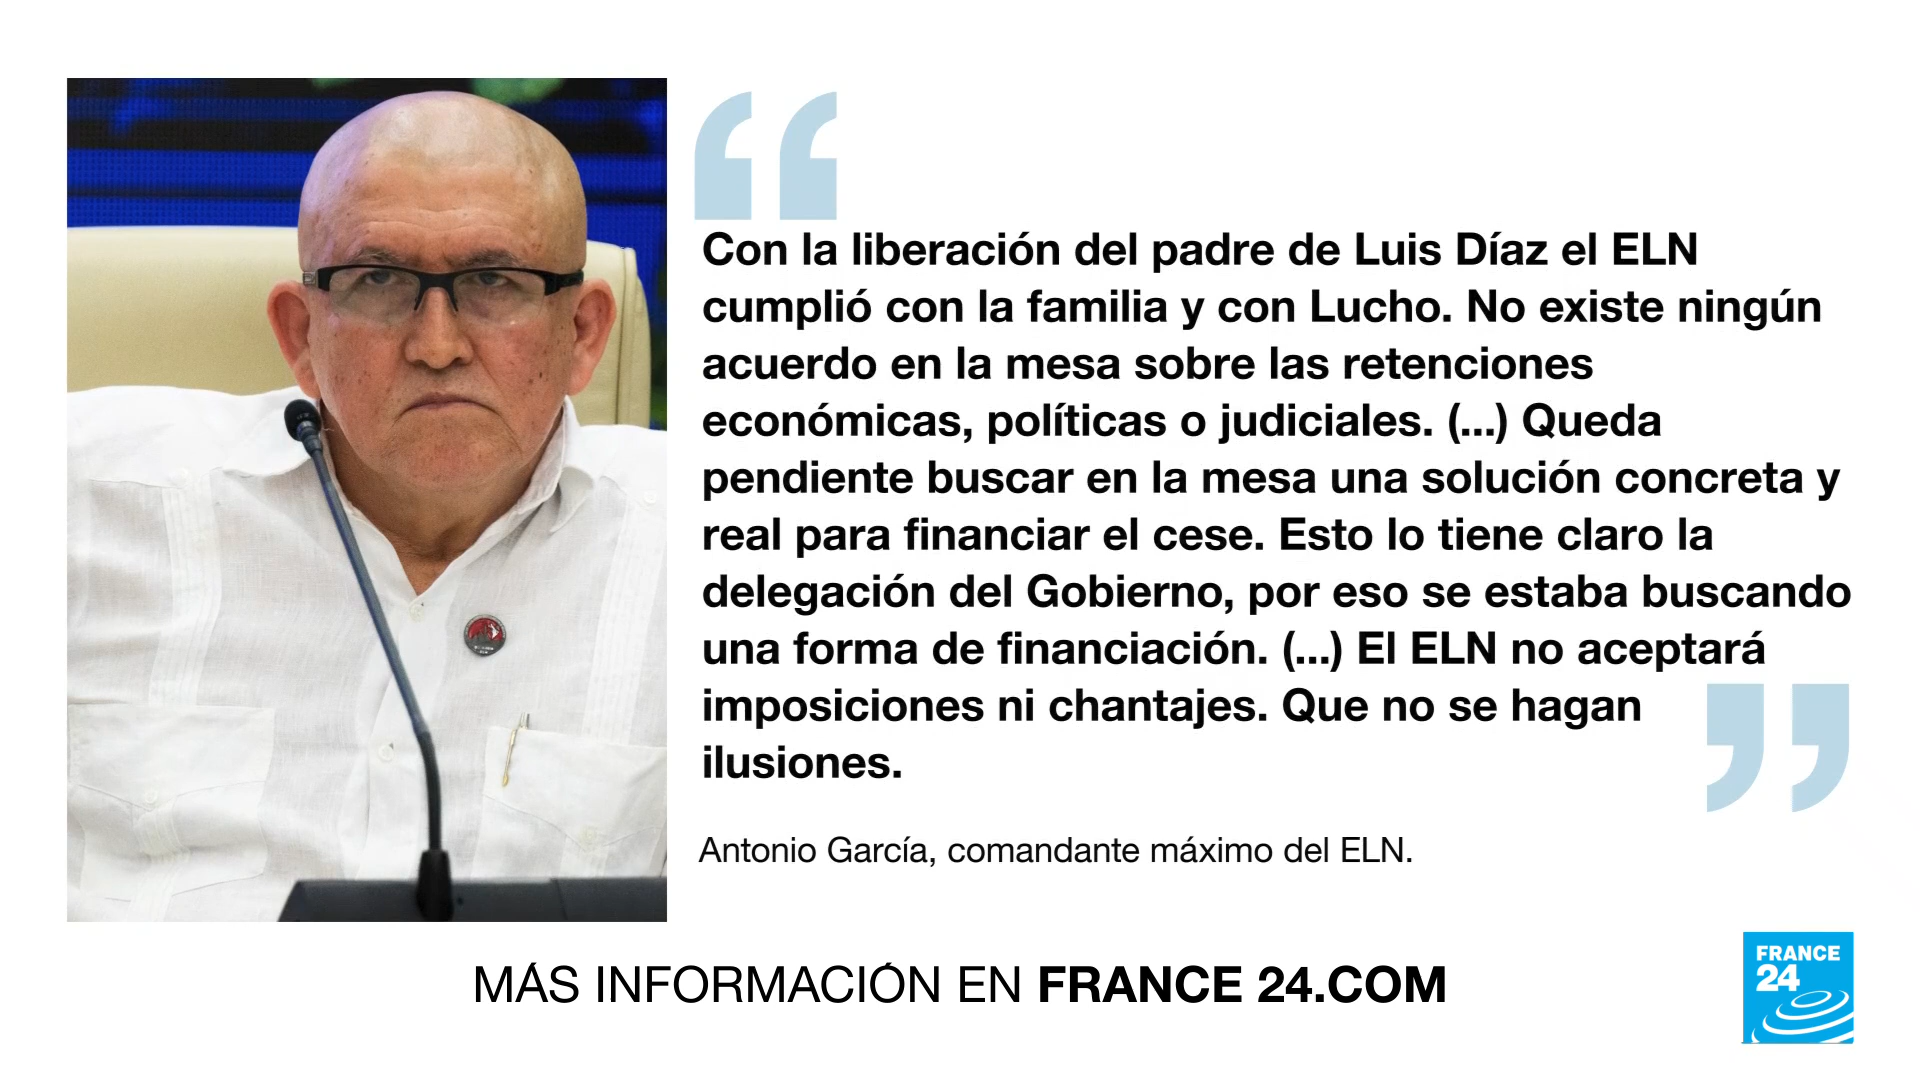 Con la liberación del padre de Luis Díaz el ELN
cumplió con la familia y con Lucho. No existe ningún
acuerdo en la mesa sobre las retenciones
económicas, políticas o judiciales. (...) Queda
pendiente buscar en la mesa una solución concreta y
real para financiar el cese. Esto lo tiene claro la
delegación del Gobierno, por eso se estaba buscando
una forma de financiación. (...) El ELN no aceptará
imposiciones ni chantajes. Que no se hagan
ilusiones.
Antonio García, comandante máximo del ELN.
MÁS INFORMACIÓN EN FRANCE 24.COM
FRANCE
24